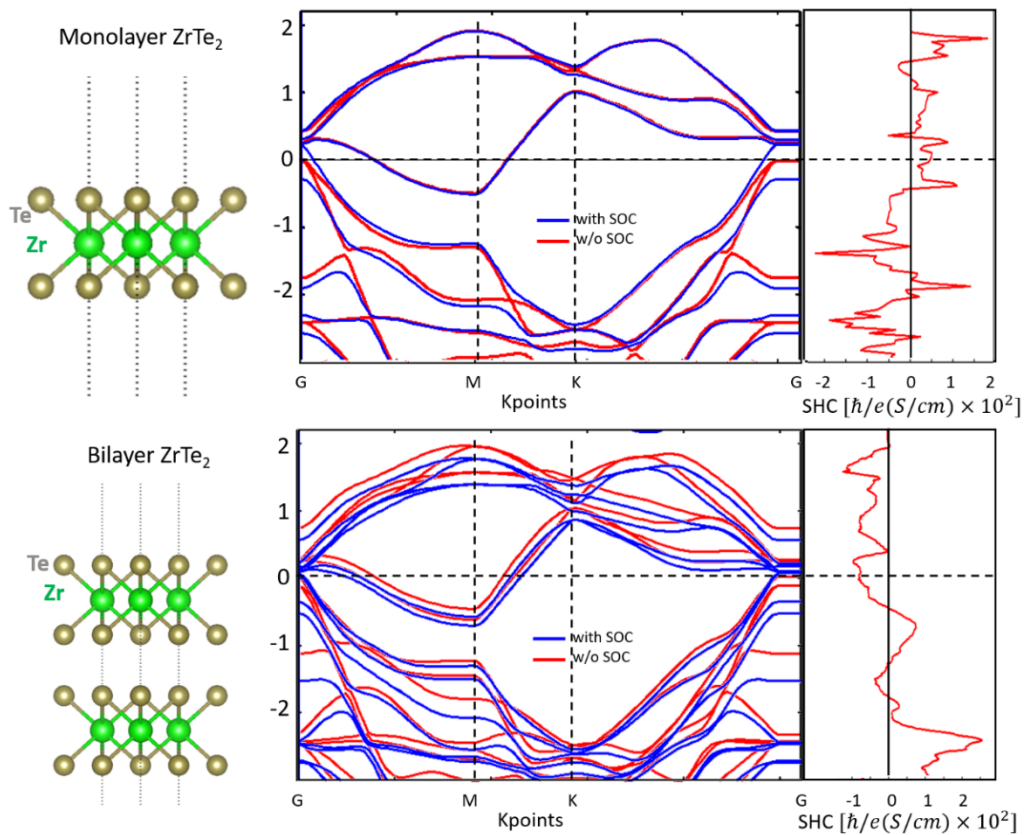 Monolayer ZrTe₂
Te
Zr
2
1
0
-1
-2
with SOC
w/o SOC
G
M
K
G
Kpoints
-2
-1
0
1
2
SHC [ℏ/e(S/cm) × 10²]
Bilayer ZrTe₂
Te
Zr
2
1
0
-1
-2
with SOC
w/o SOC
G
M
K
G
Kpoints
-1
0
1
2
SHC [ℏ/e(S/cm) × 10²]